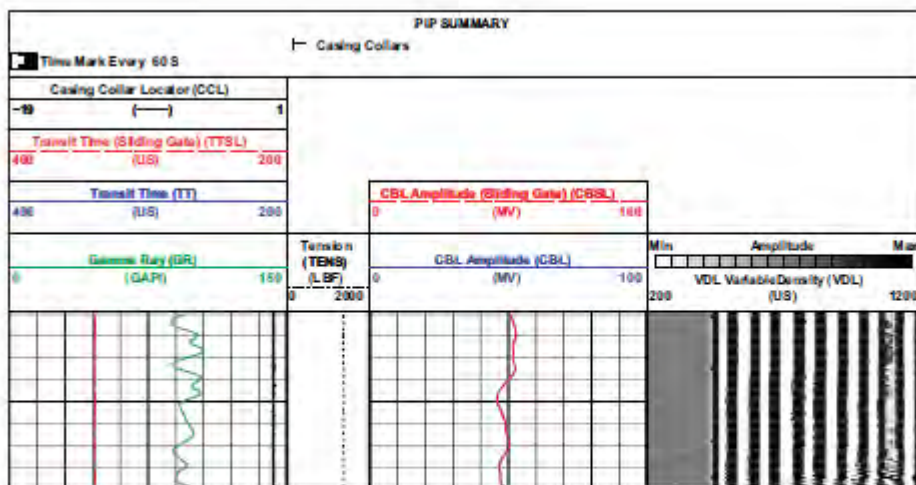 PIP SUMMARY
Casing Collars
Time Mark Every 60 S
Casing Collar Locator (CCL)
-19 (——) 1
Transit Time (Sliding Gate) (TTSL)
400 (US) 200
Transit Time (TT)
400 (US) 200
CBL Amplitude (Sliding Gate) (CBSL)
0 (MV) 100
Gamma Ray (GR)
0 (GAPI) 150
Tension
(TENS)
(LBF)
0 2000
CBL Amplitude (CBL)
0 (MV) 100
Min Amplitude Max
VDL VariableDensity (VDL)
200 (US) 1200